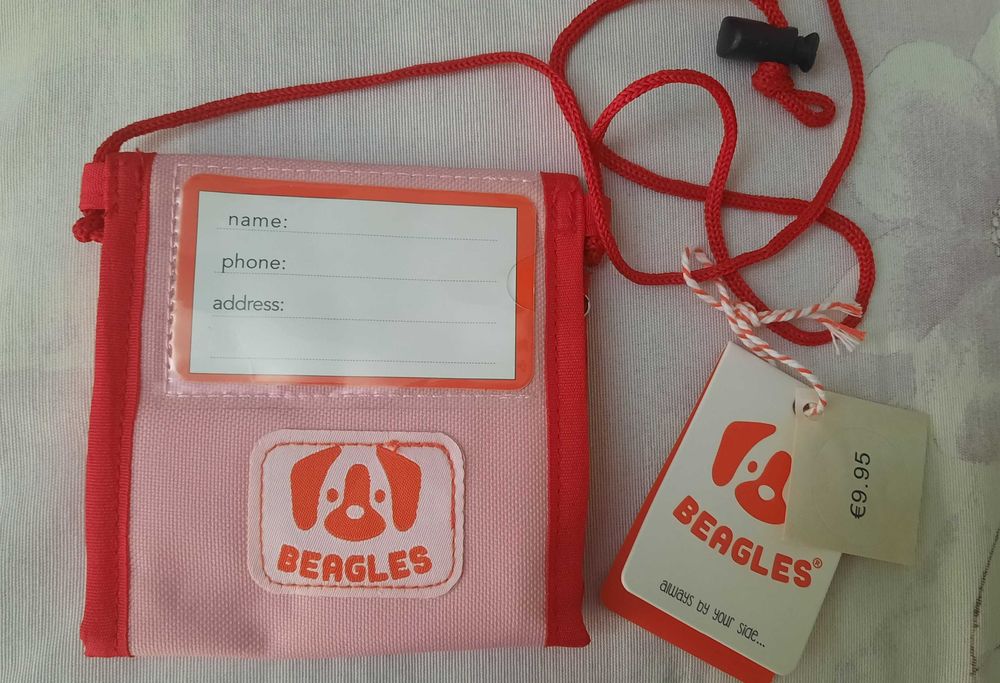 name:
phone:
address:
BEAGLES
€9.95
BEAGLES®
always by your side...